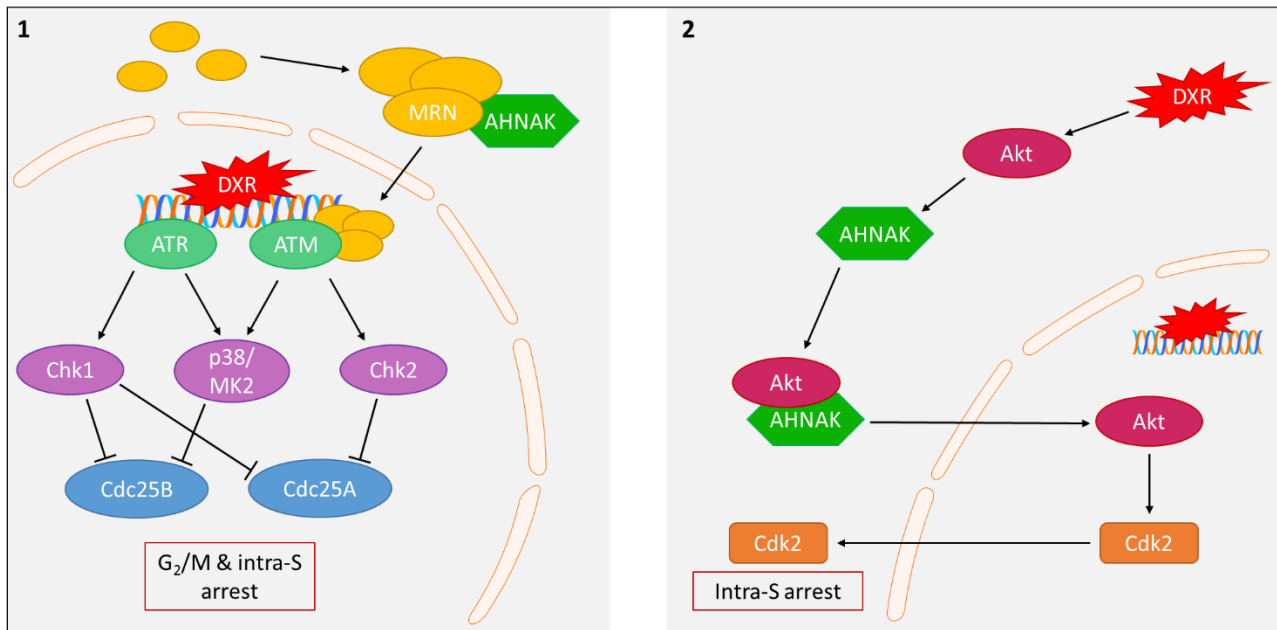 1
MRN
AHNAK
DXR
ATR
ATM
Chk1
p38/
MK2
Chk2
Cdc25B
Cdc25A
G₂/M & intra-S
arrest
2
DXR
Akt
AHNAK
Akt
AHNAK
Akt
Cdk2
Cdk2
Intra-S arrest